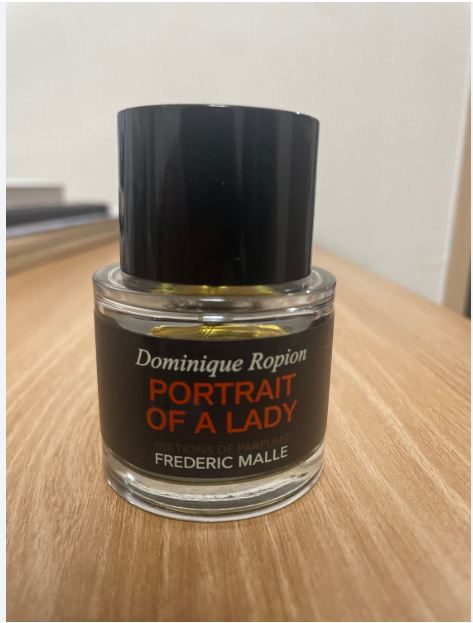 Dominique Ropion
PORTRAIT
OF A LADY
EDITIONS DE PARFUMS
FREDERIC MALLE